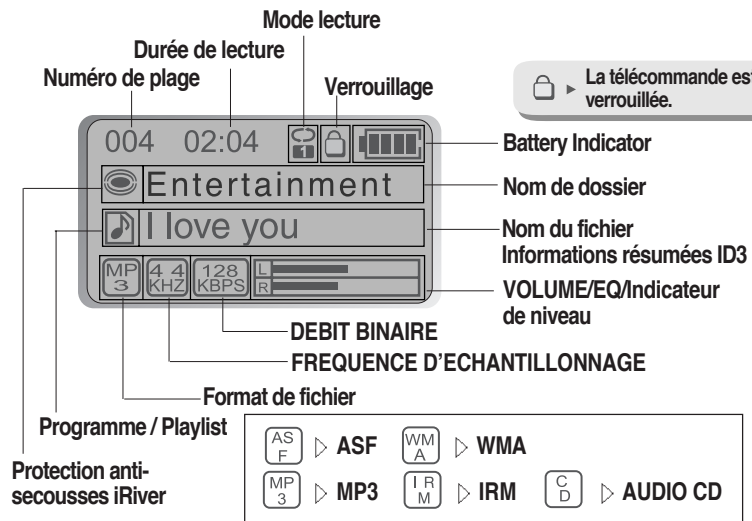 Mode lecture
Durée de lecture
Numéro de plage
Verrouillage
La télécommande est
verrouillée.
004 02:04 1
Battery Indicator
Entertainment
Nom de dossier
I love you
Nom du fichier
Informations résumées ID3
MP 3 4 4 KHZ 128 KBPS L R
VOLUME/EQ/Indicateur
de niveau
DEBIT BINAIRE
FREQUENCE D'ECHANTILLONNAGE
Format de fichier
Programme / Playlist
Protection anti-
secousses iRiver
AS F ASF WM A WMA
MP 3 MP3 I R M IRM C D AUDIO CD